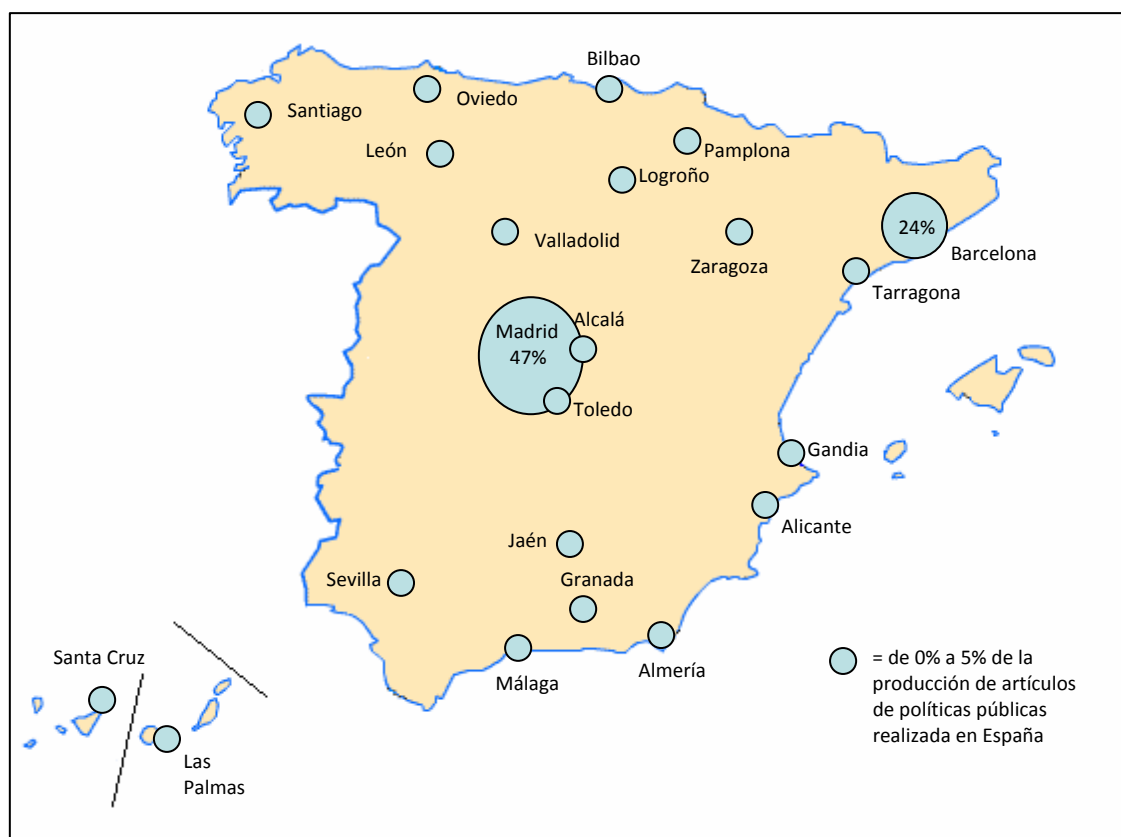 Bilbao
Oviedo
Santiago
León
Pamplona
Logroño
Valladolid
Zaragoza
24%
Barcelona
Tarragona
Madrid
47%
Alcalá
Toledo
Gandia
Alicante
Jaén
Sevilla
Granada
Almería
Málaga
Santa Cruz
Las
Palmas
= de 0% a 5% de la
producción de artículos
de políticas públicas
realizada en España